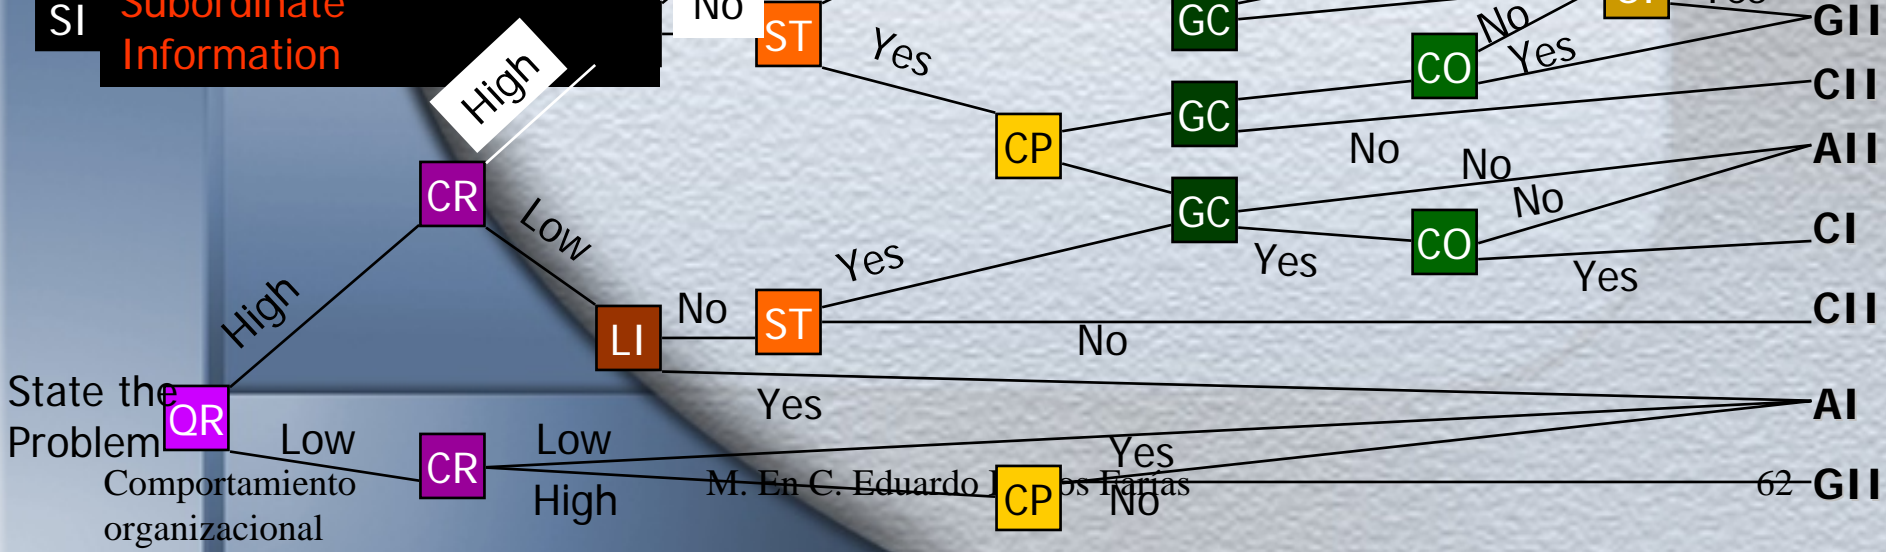 Subordinate
SI
Information
No
ST
GC
Yes
No
GII
High
Yes
CO
Yes
CII
GC
CP
No
No
AII
CR
GC
No
Low
CO
CI
Yes
Yes
Yes
High
No
ST
CII
LI
No
State the
QR
Problem
Yes
AI
Low
CR
Low
Yes
High
CP
No
GII
Comportamiento
organizacional
M. En C. Eduardo
Farías
62